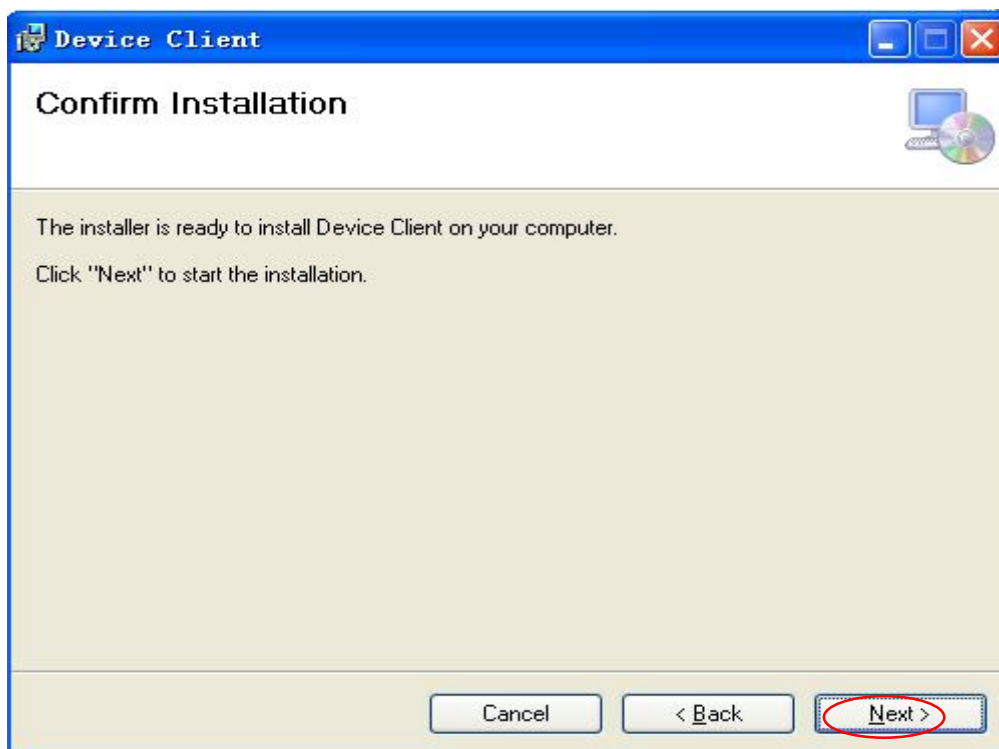 Device Client
Confirm Installation
The installer is ready to install Device Client on your computer.
Click "Next" to start the installation.
Cancel
< Back
Next >